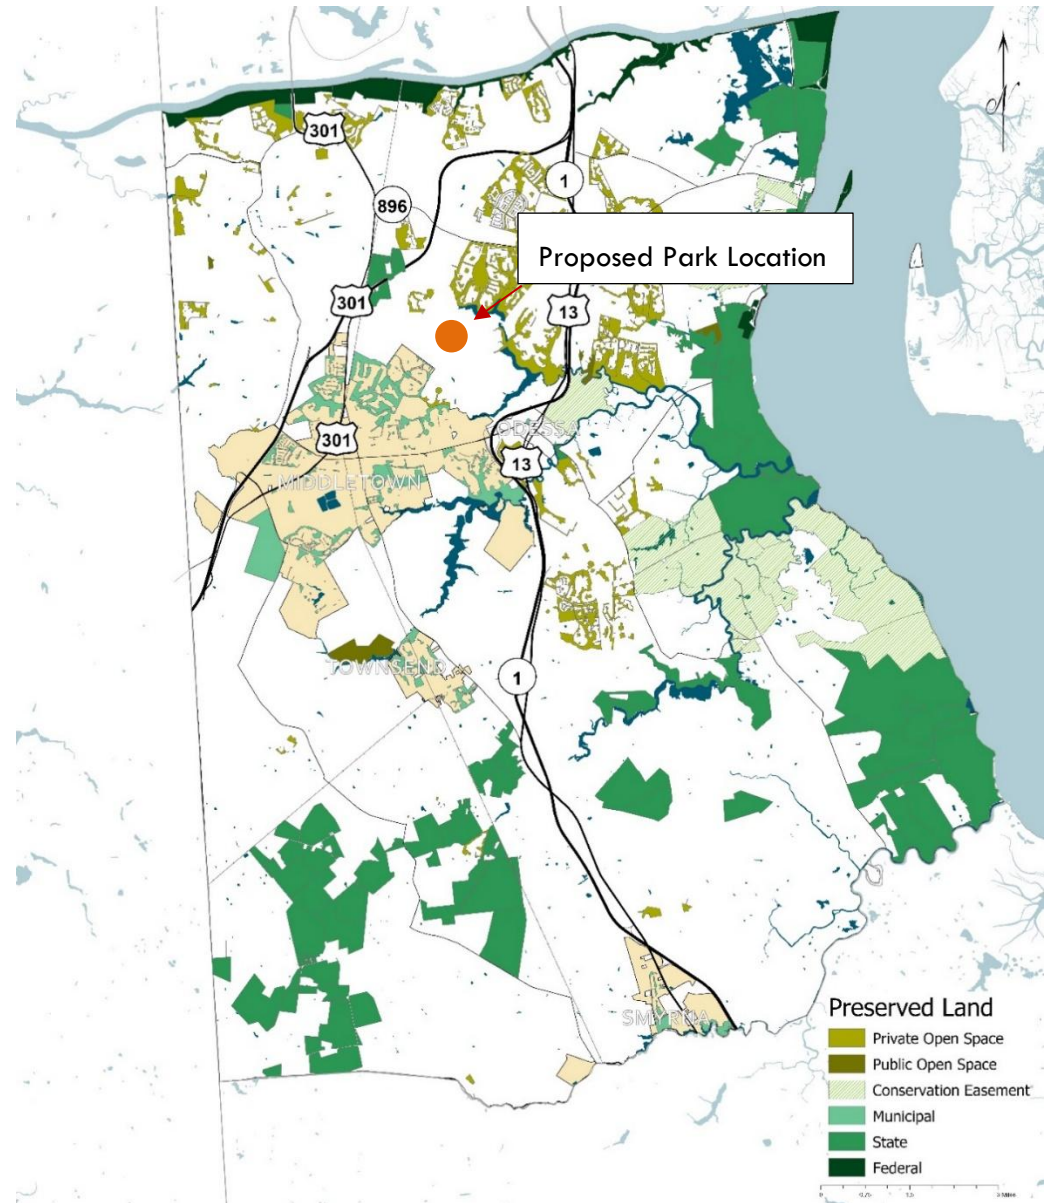 N
301
1
896
Proposed Park Location
301
13
ODESSA
301
13
MIDDLETOWN
TOWNSEND
1
SMYRNA
Preserved Land
Private Open Space
Public Open Space
Conservation Easement
Municipal
State
Federal